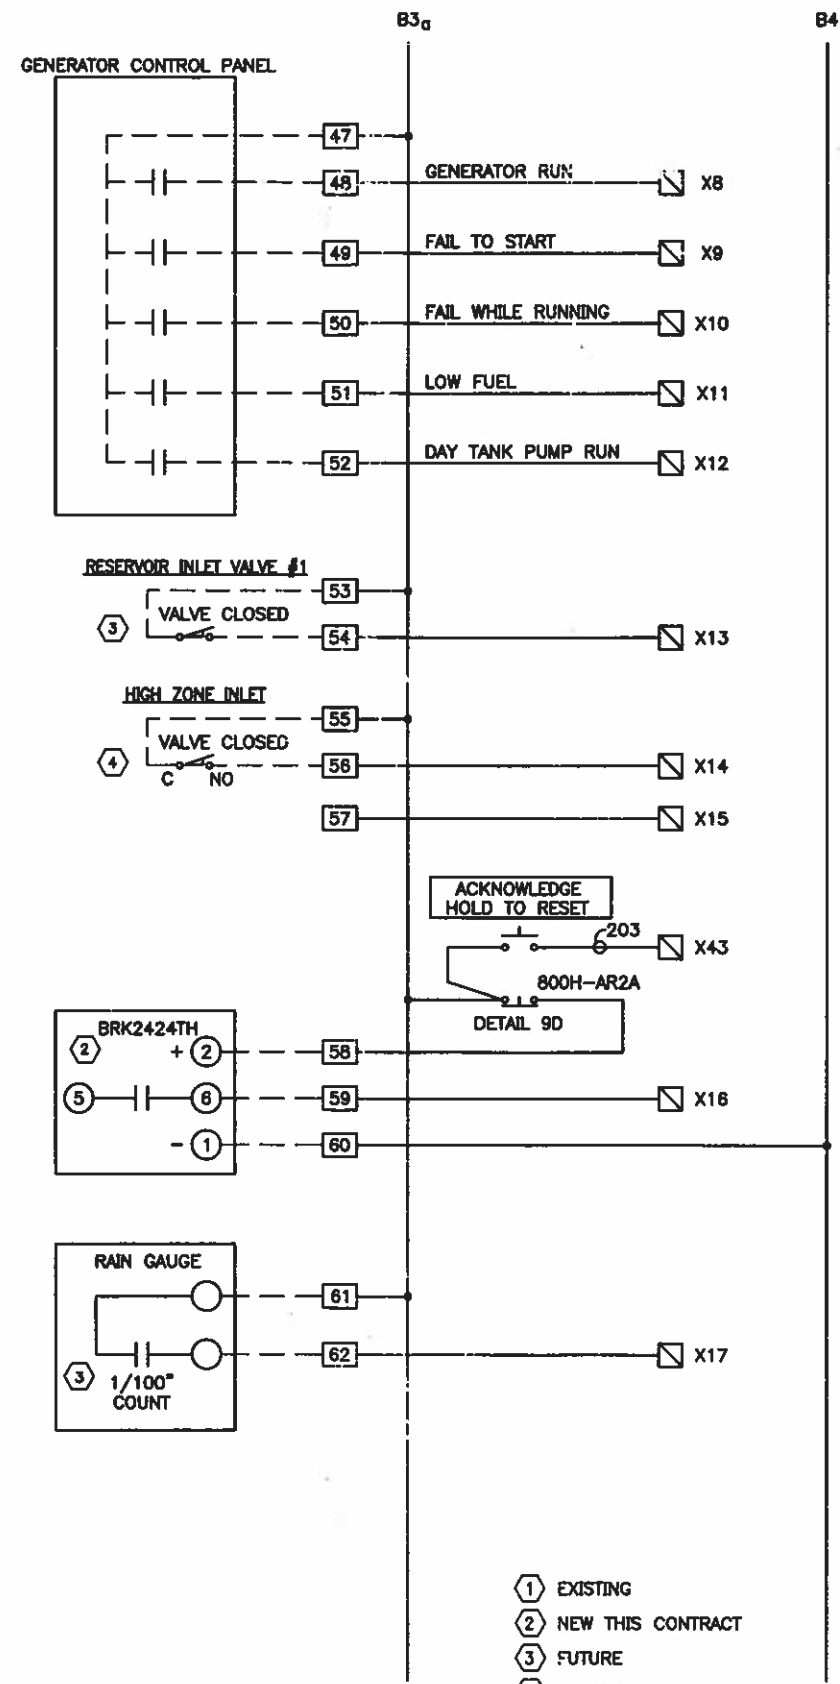 B3a B4
GENERATOR CONTROL PANEL
47
48 GENERATOR RUN X8
49 FAIL TO START X9
50 FAIL WHILE RUNNING X10
51 LOW FUEL X11
52 DAY TANK PUMP RUN X12
RESERVOIR INLET VALVE #1
53
3 VALVE CLOSED
54 X13
HIGH ZONE INLET
55
4 VALVE CLOSED
C NO
56 X14
57 X15
ACKNOWLEDGE
HOLD TO RESET
203
X43
800H-AR2A
DETAIL 9D
BRK2424TH
2 + 2 58
5 6 59 X16
- 1 60
RAIN GAUGE
61
62 X17
3 1/100"
COUNT
1 EXISTING
2 NEW THIS CONTRACT
3 FUTURE